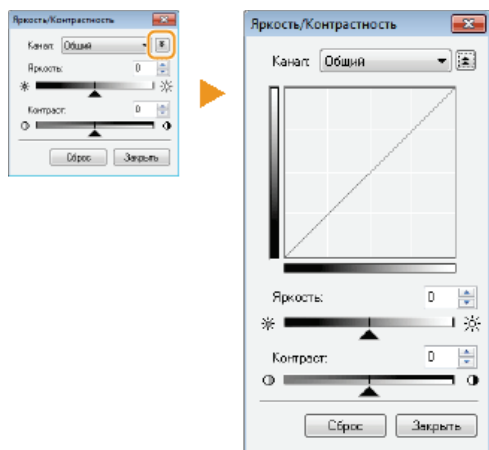 Яркость/Контрастность
Канал: Общий
Яркость: 0
Контраст: 0
Сброс Закрыть
Яркость/Контрастность
Канал: Общий
Яркость: 0
Контраст: 0
Сброс Закрыть